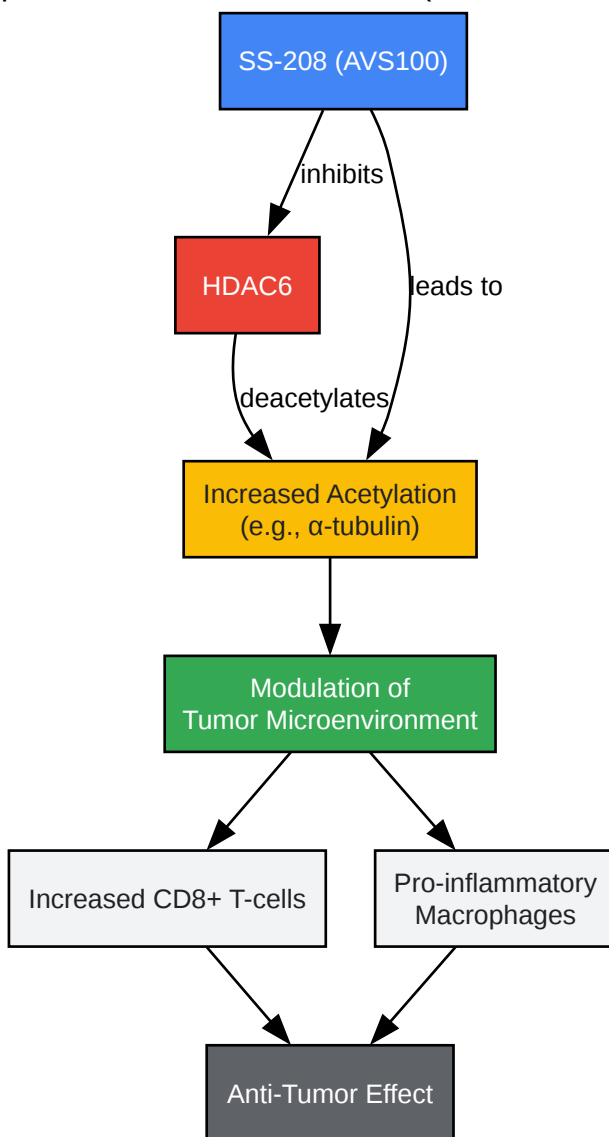 SS-208 (AVS100)
inhibits
HDAC6
leads to
deacetylates
Increased Acetylation
(e.g., α-tubulin)
Modulation of
Tumor Microenvironment
Increased CD8+ T-cells
Pro-inflammatory
Macrophages
Anti-Tumor Effect